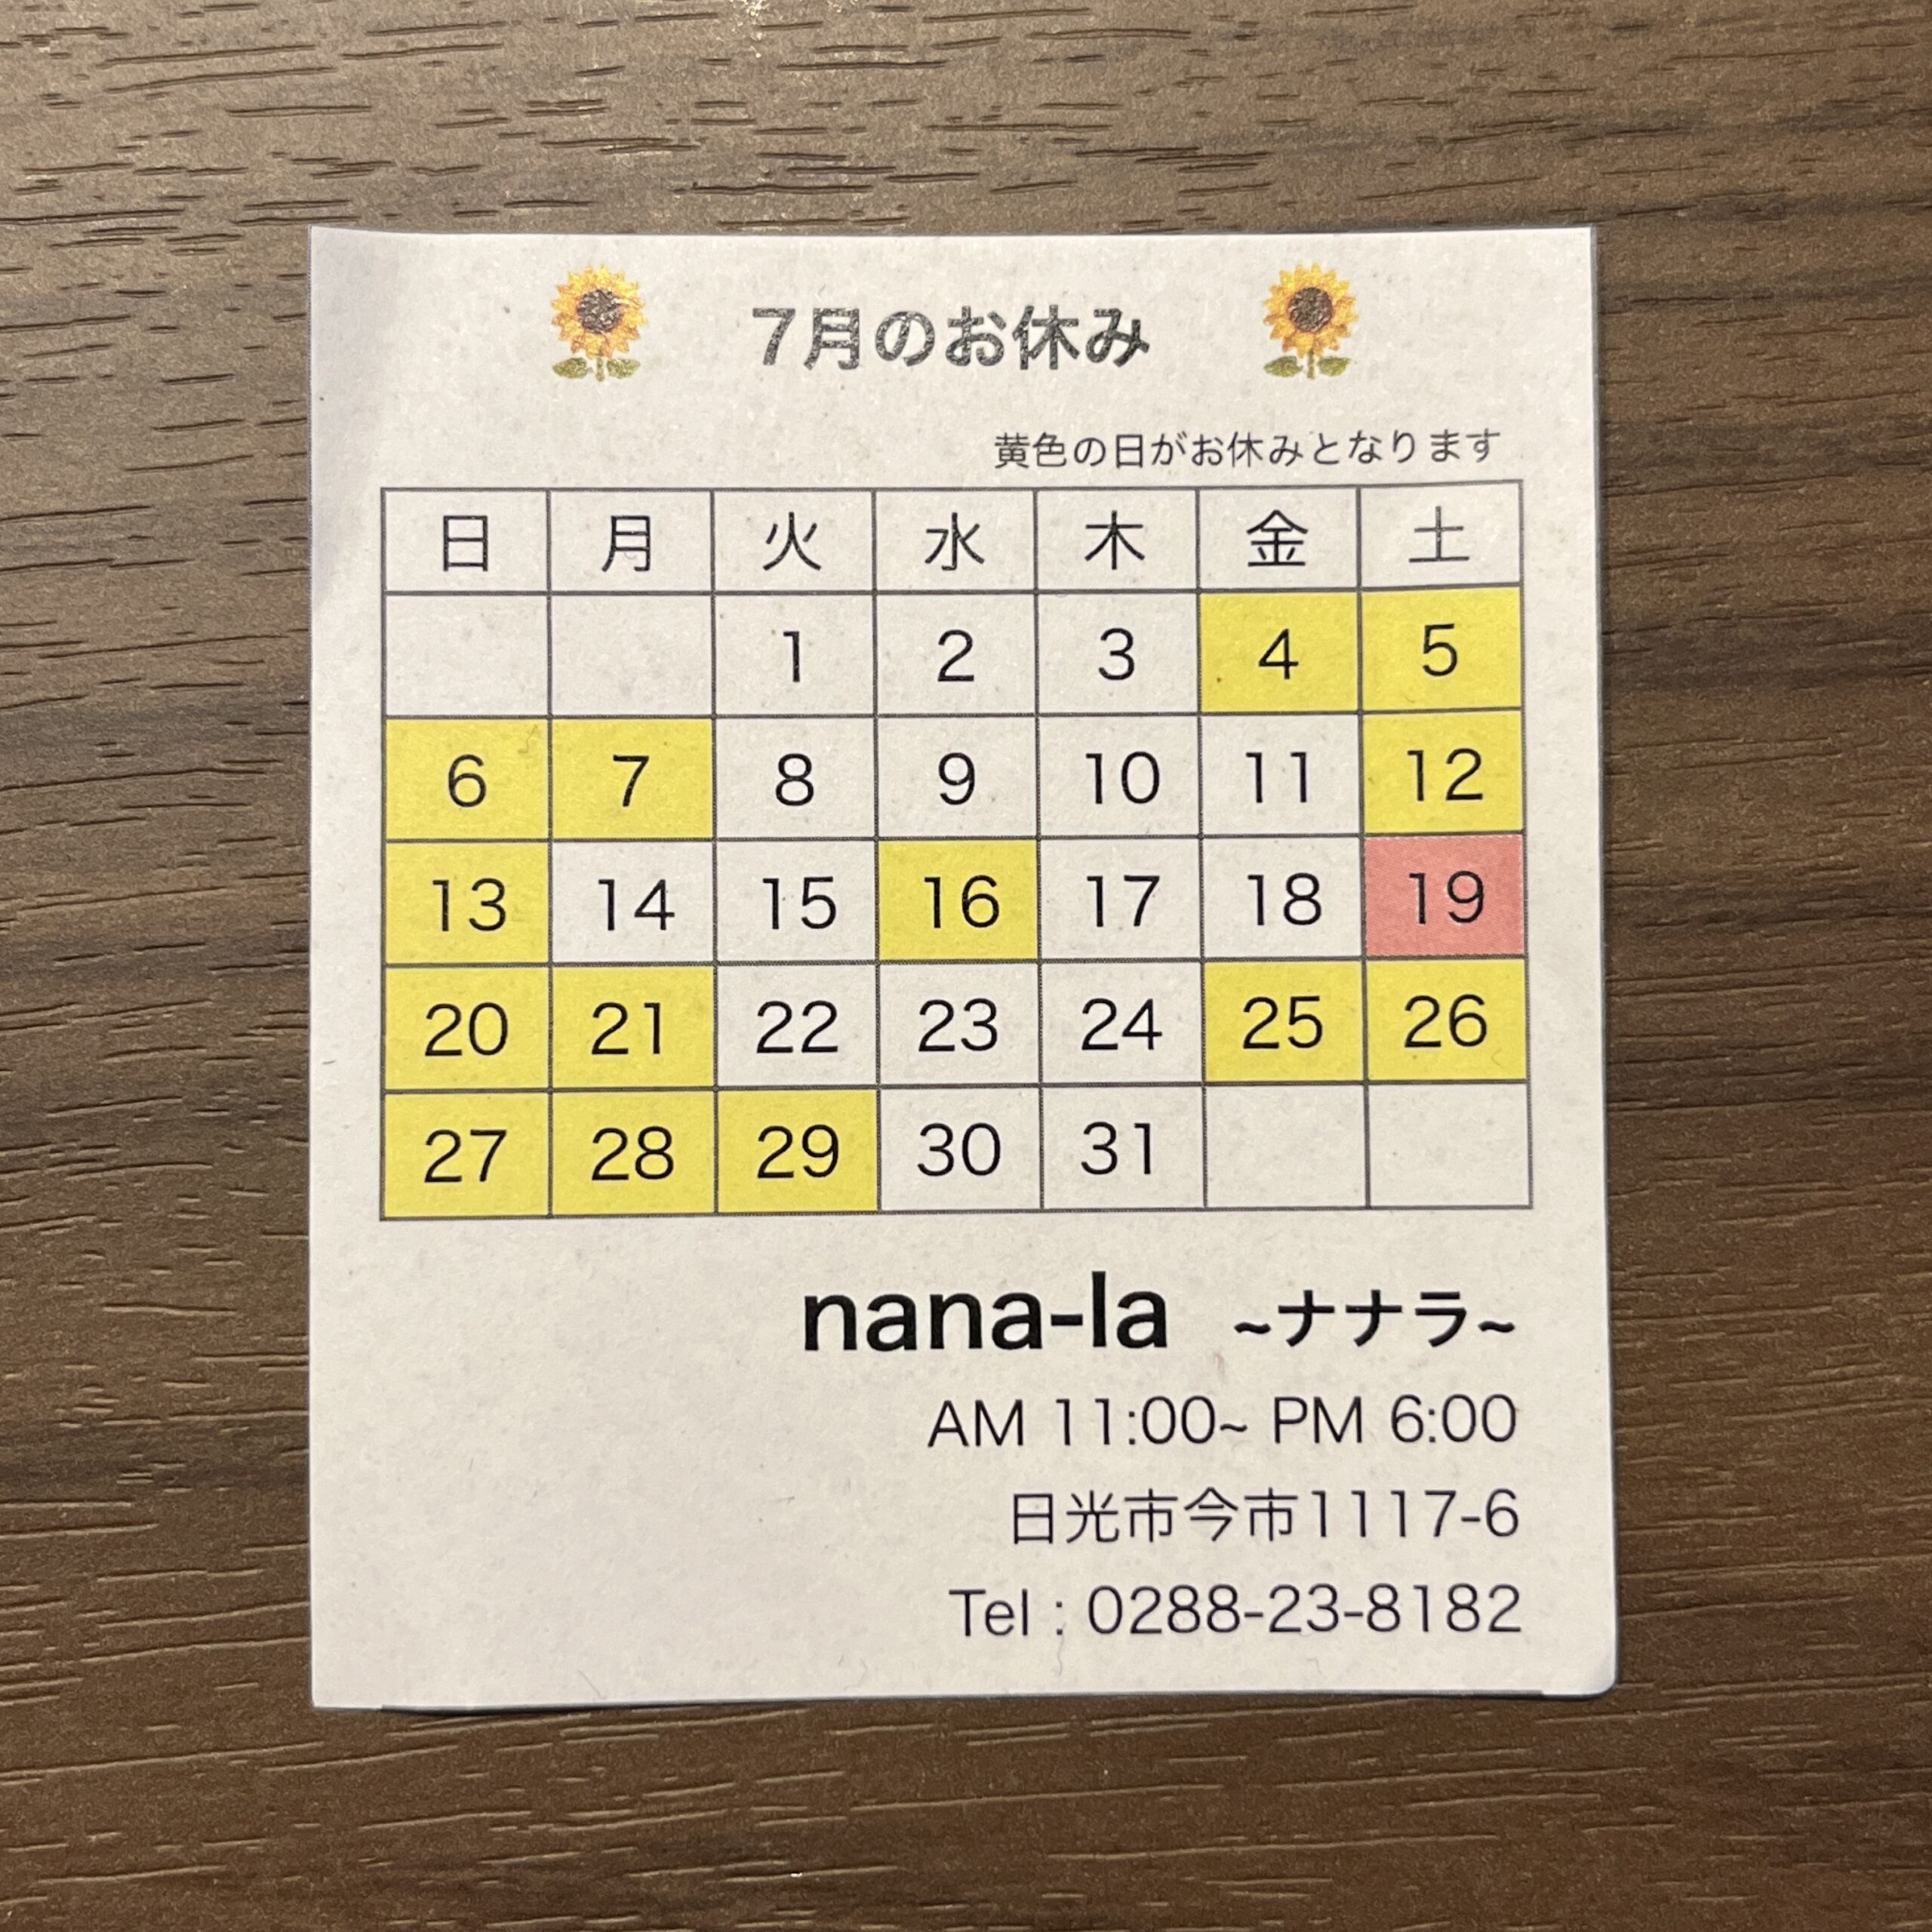 7月のお休み
黄色の日がお休みとなります
日 月 火 水 木 金 土
1 2 3 4 5
6 7 8 9 10 11 12
13 14 15 16 17 18 19
20 21 22 23 24 25 26
27 28 29 30 31
nana-la ~ナナラ~
AM 11:00~ PM 6:00
日光市今市1117-6
Tel : 0288-23-8182